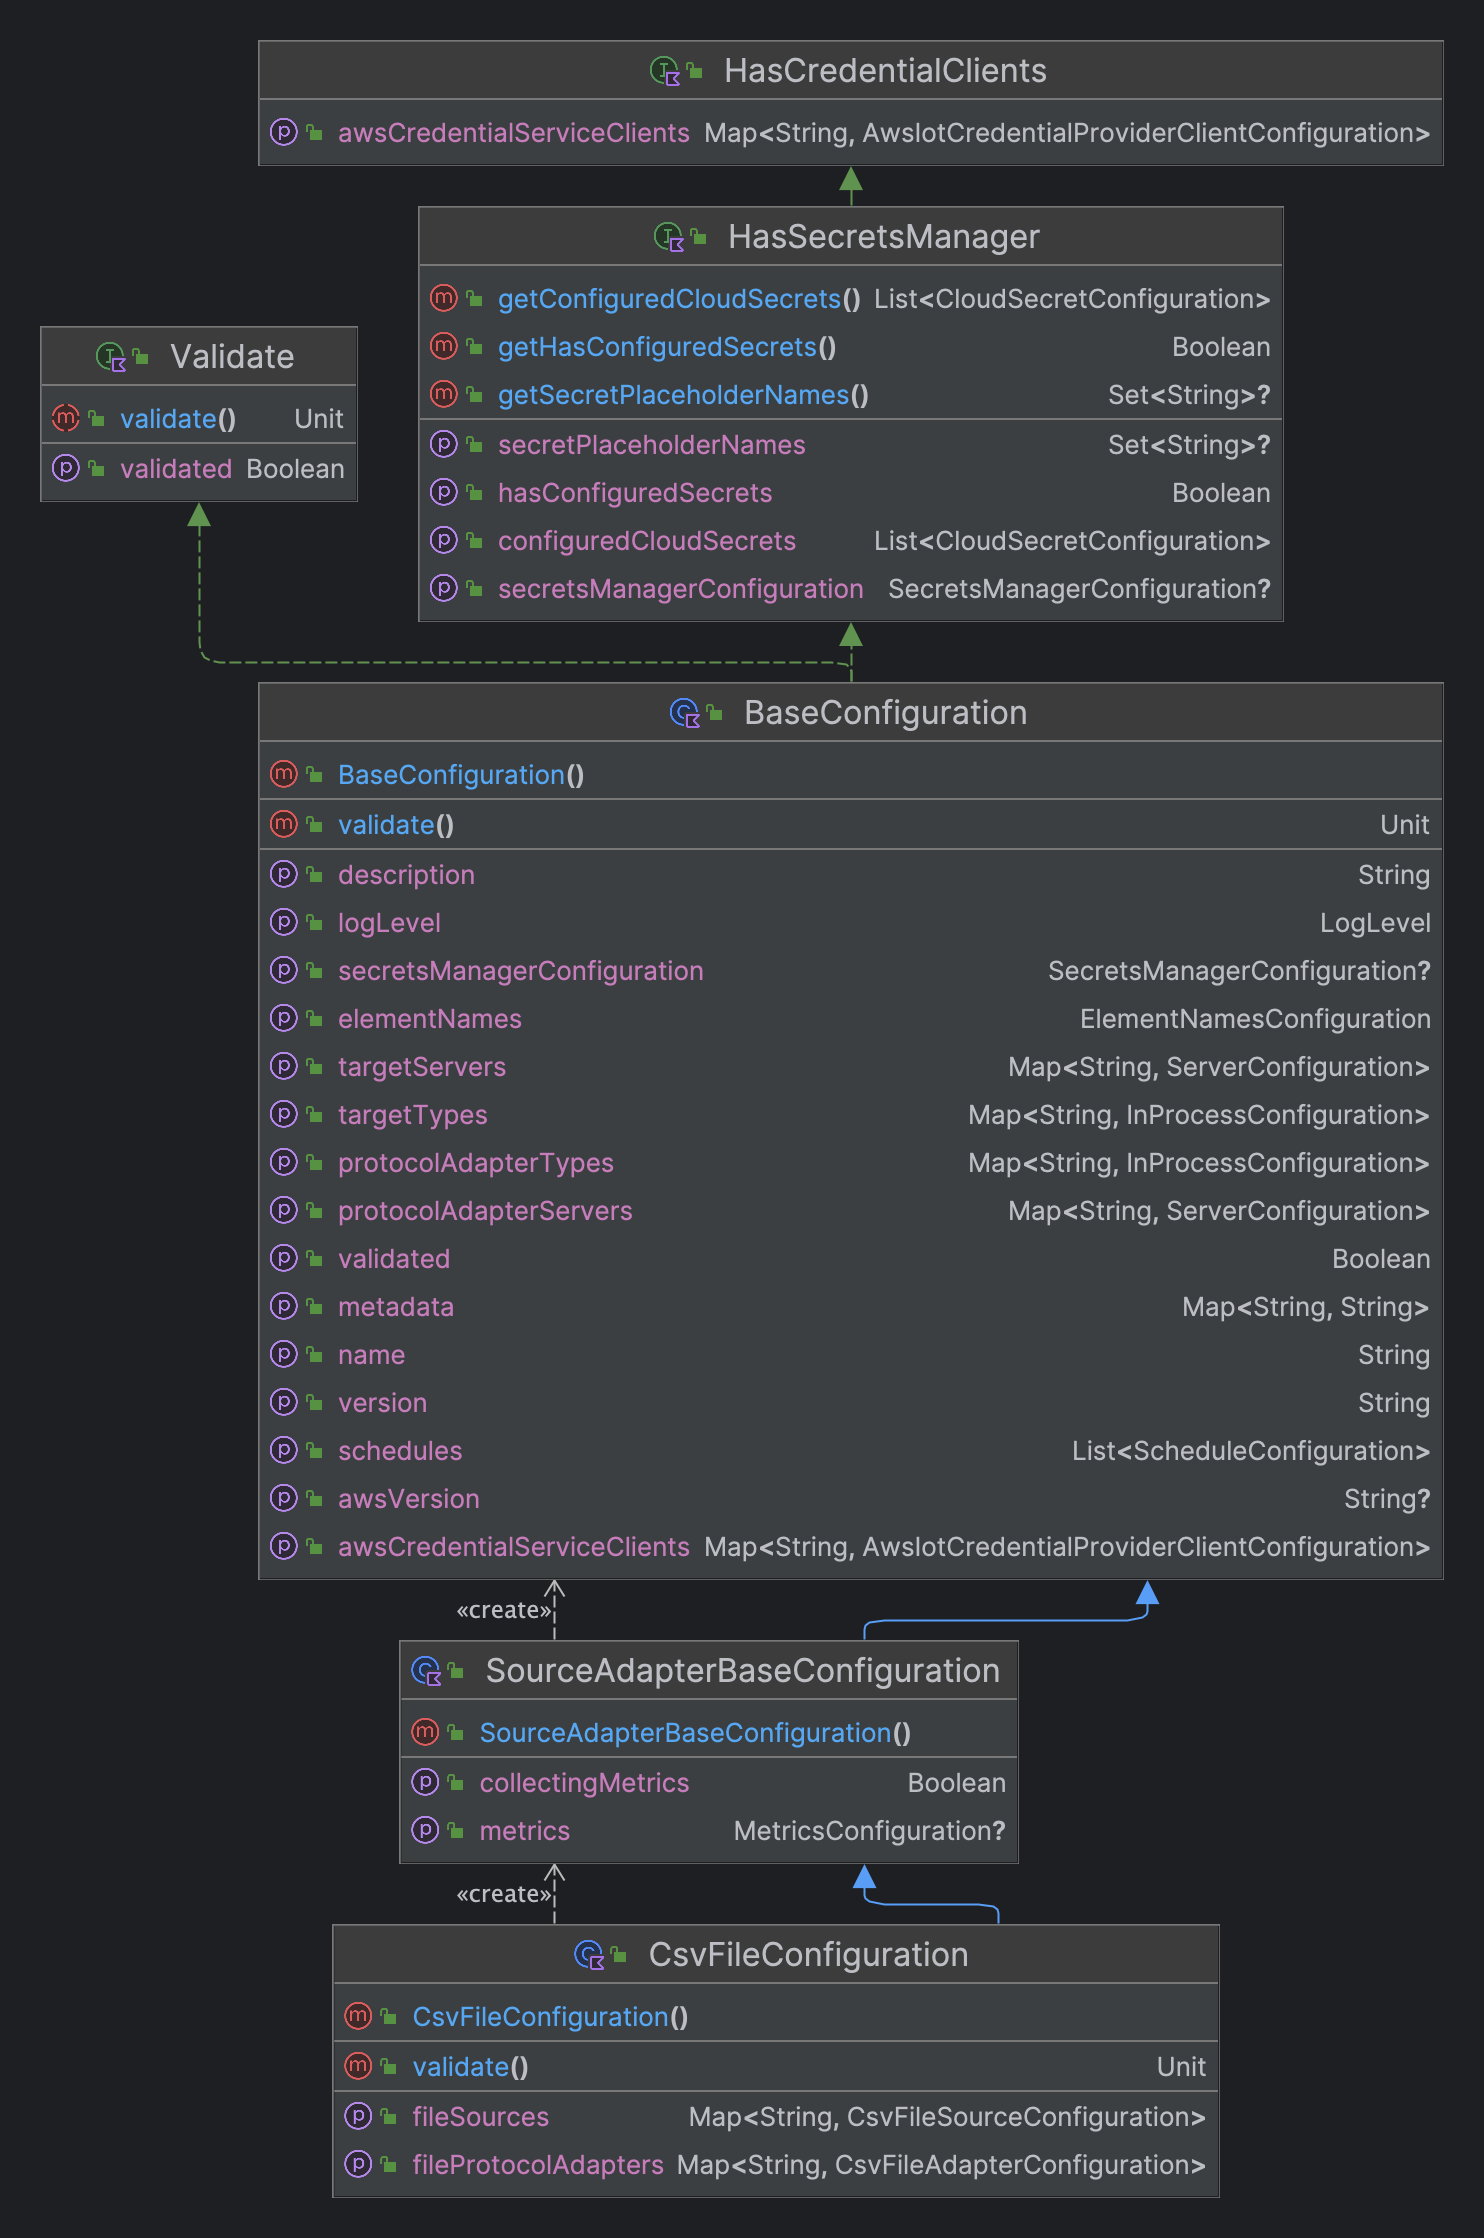 HasCredentialClients
awsCredentialServiceClients Map<String, AwsIotCredentialProviderClientConfiguration>
HasSecretsManager
getConfiguredCloudSecrets() List<CloudSecretConfiguration>
getHasConfiguredSecrets() Boolean
getSecretPlaceholderNames() Set<String>?
secretPlaceholderNames Set<String>?
hasConfiguredSecrets Boolean
configuredCloudSecrets List<CloudSecretConfiguration>
secretsManagerConfiguration SecretsManagerConfiguration?
Validate
validate() Unit
validated Boolean
BaseConfiguration
BaseConfiguration()
validate() Unit
description String
logLevel LogLevel
secretsManagerConfiguration SecretsManagerConfiguration?
elementNames ElementNamesConfiguration
targetServers Map<String, ServerConfiguration>
targetTypes Map<String, InProcessConfiguration>
protocolAdapterTypes Map<String, InProcessConfiguration>
protocolAdapterServers Map<String, ServerConfiguration>
validated Boolean
metadata Map<String, String>
name String
version String
schedules List<ScheduleConfiguration>
awsVersion String?
awsCredentialServiceClients Map<String, AwsIotCredentialProviderClientConfiguration>
«create»
SourceAdapterBaseConfiguration
SourceAdapterBaseConfiguration()
collectingMetrics Boolean
metrics MetricsConfiguration?
«create»
CsvFileConfiguration
CsvFileConfiguration()
validate() Unit
fileSources Map<String, CsvFileSourceConfiguration>
fileProtocolAdapters Map<String, CsvFileAdapterConfiguration>